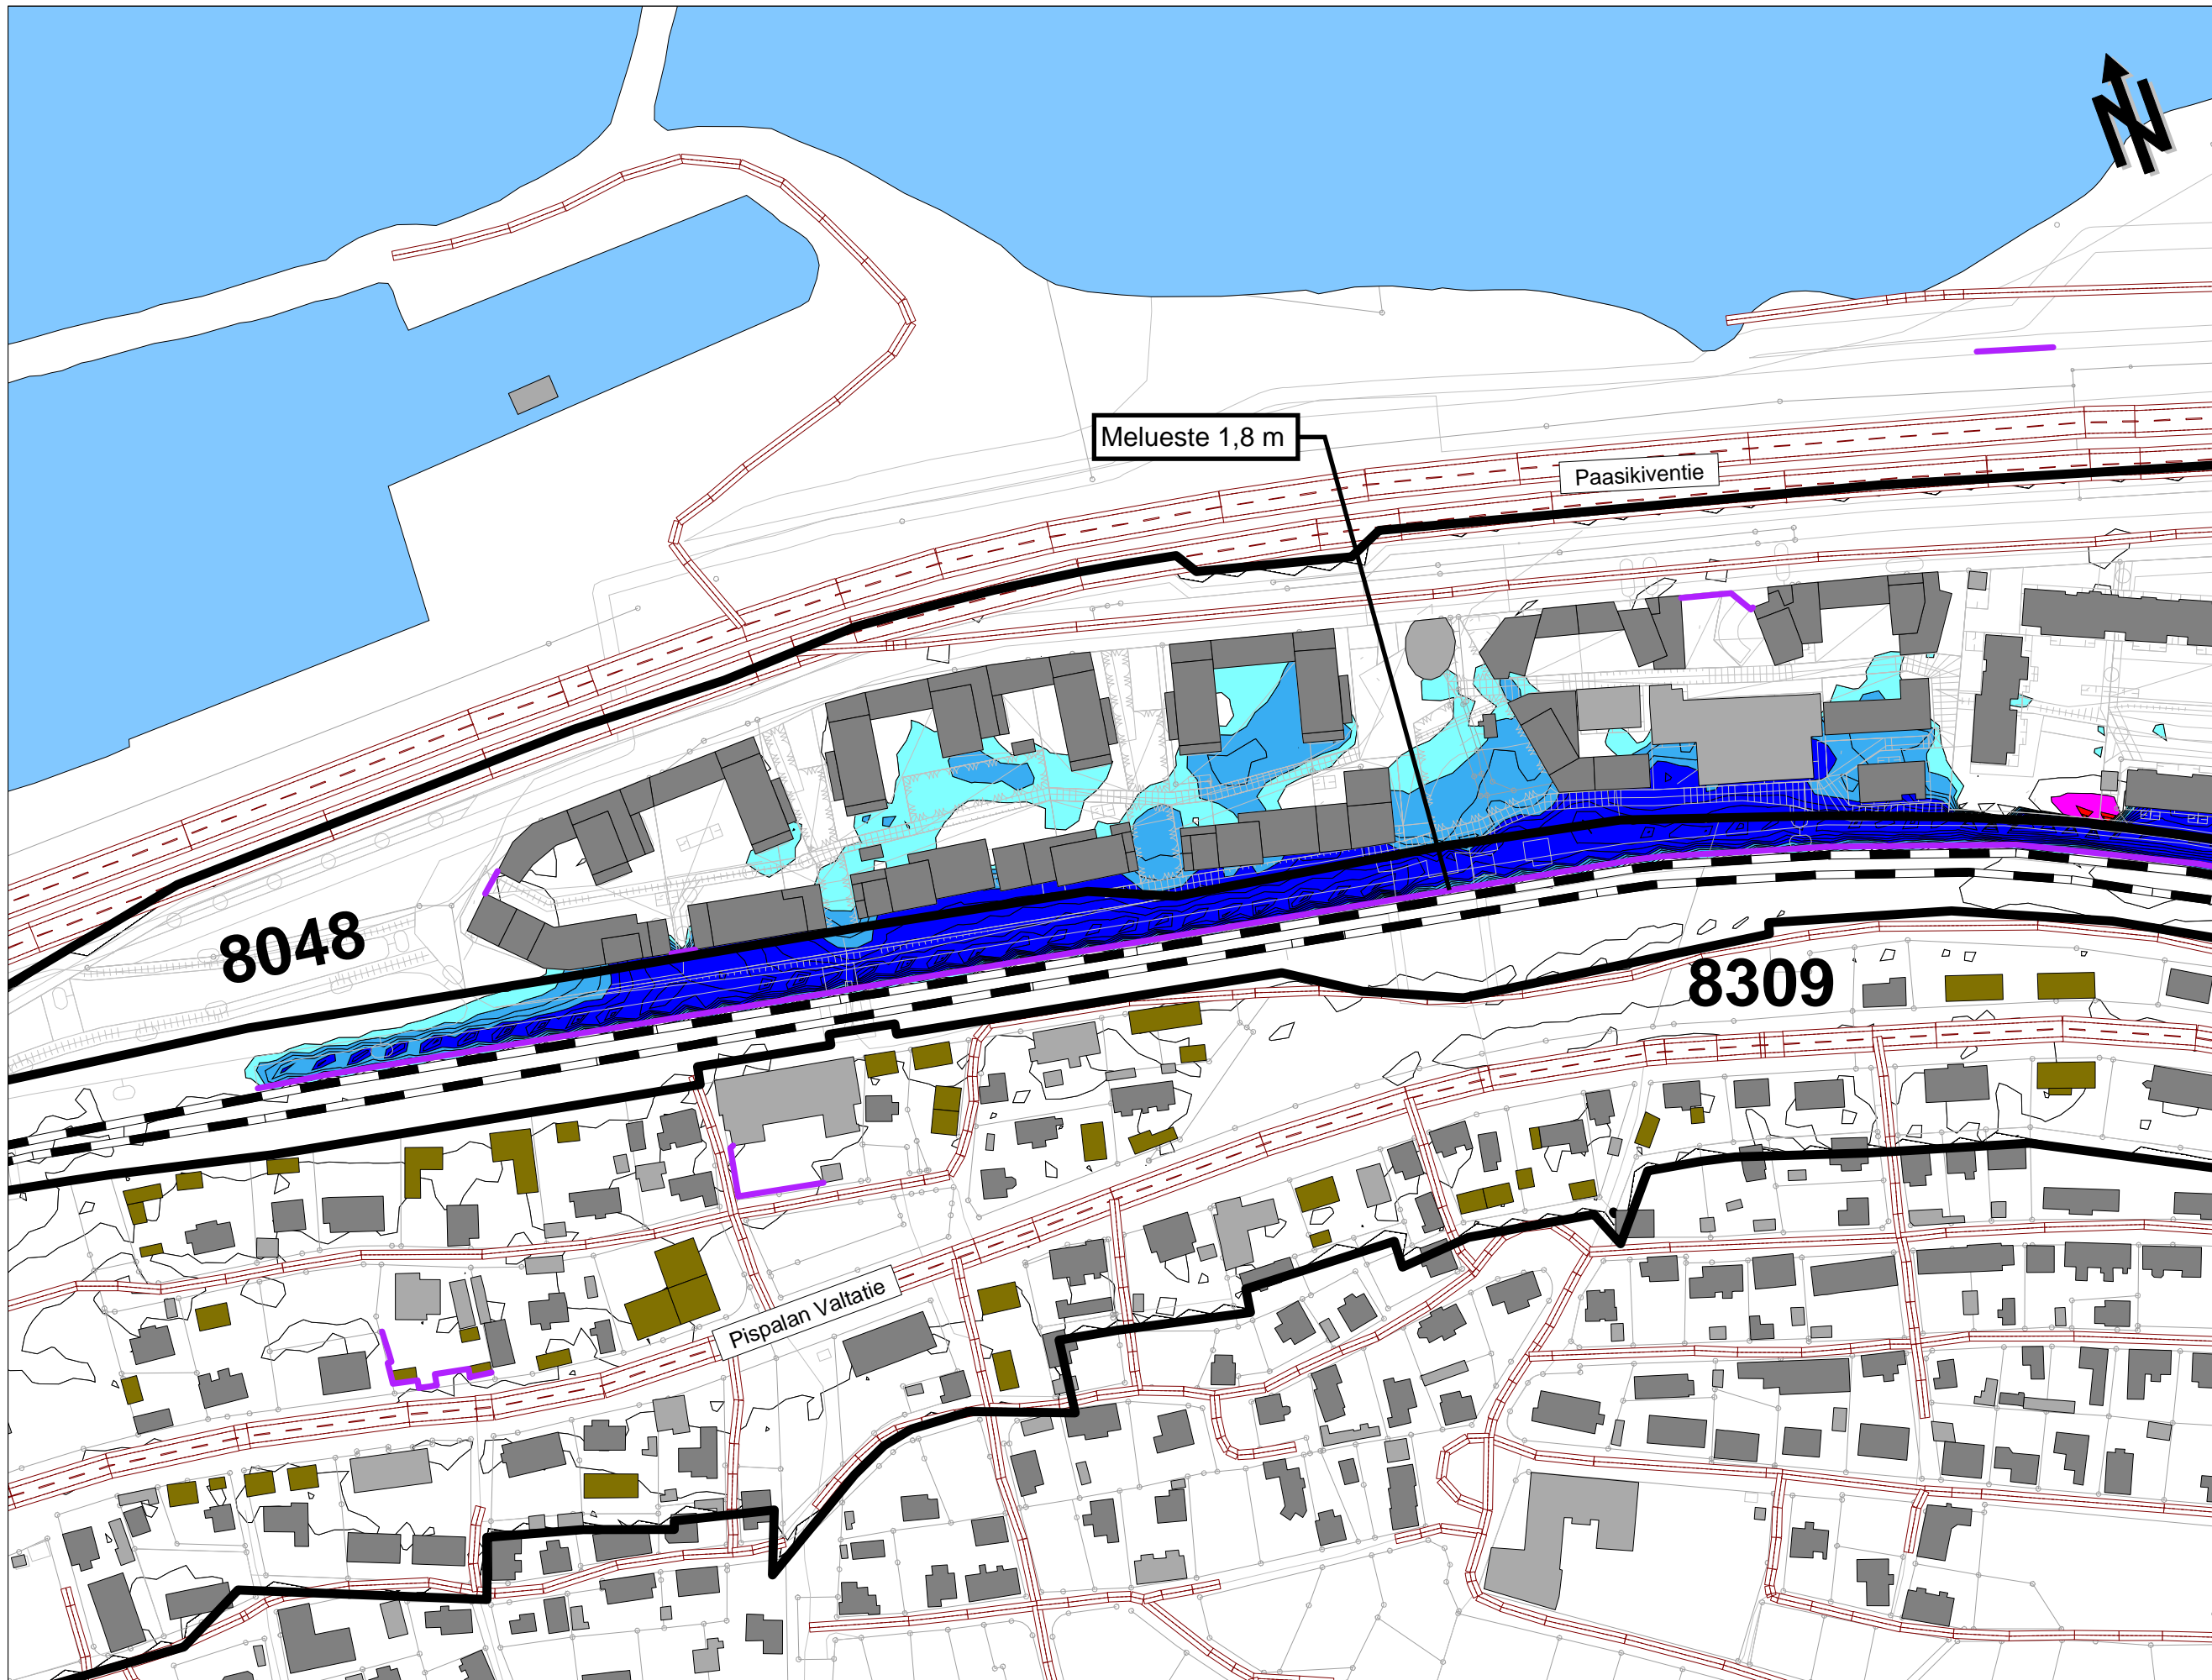 N
Melueste 1,8 m
Paasikiventie
8048
8309
Pispalan Valtatie